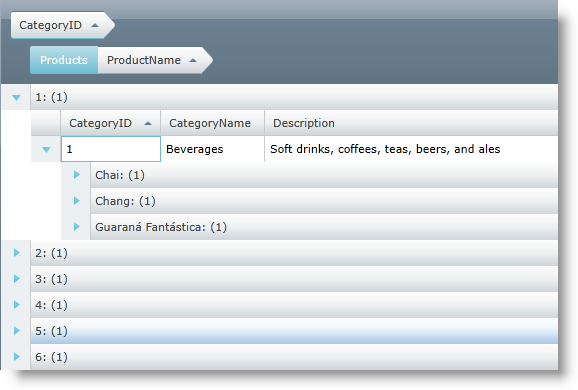 CategoryID
Products ProductName
1: (1)
CategoryID CategoryName Description
1 Beverages Soft drinks, coffees, teas, beers, and ales
Chai: (1)
Chang: (1)
Guaraná Fantástica: (1)
2: (1)
3: (1)
4: (1)
5: (1)
6: (1)